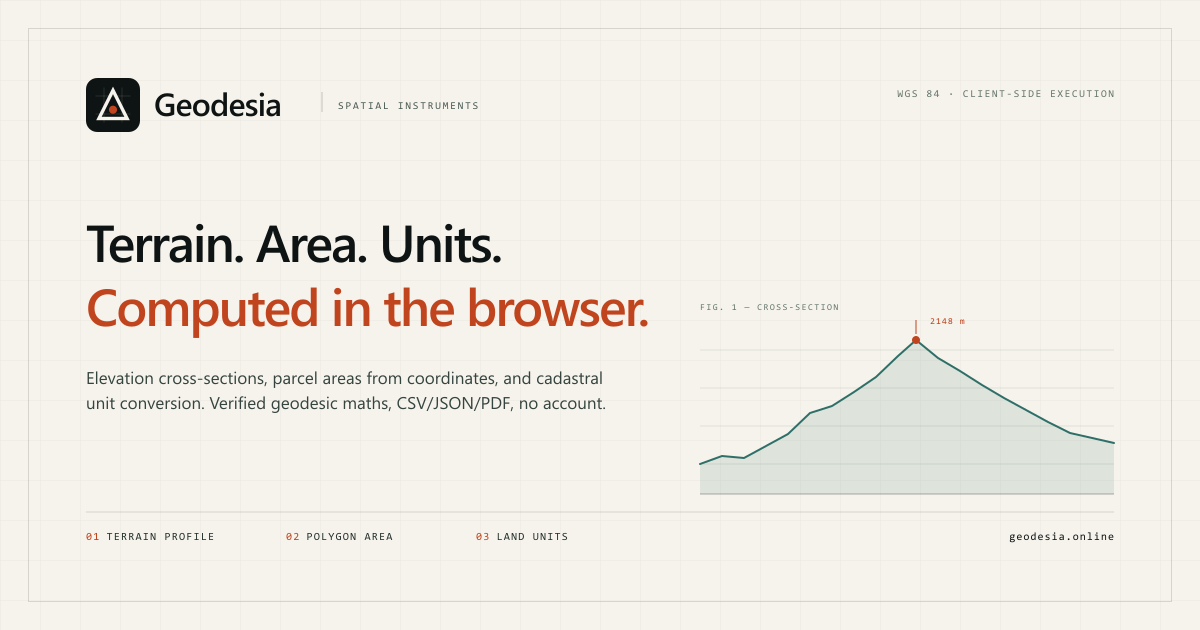 Geodesia
SPATIAL INSTRUMENTS
WGS 84 · CLIENT-SIDE EXECUTION
Terrain. Area. Units.
Computed in the browser.
Elevation cross-sections, parcel areas from coordinates, and cadastral
unit conversion. Verified geodesic maths, CSV/JSON/PDF, no account.
FIG. 1 — CROSS-SECTION
2148 m
01 TERRAIN PROFILE
02 POLYGON AREA
03 LAND UNITS
geodesia.online